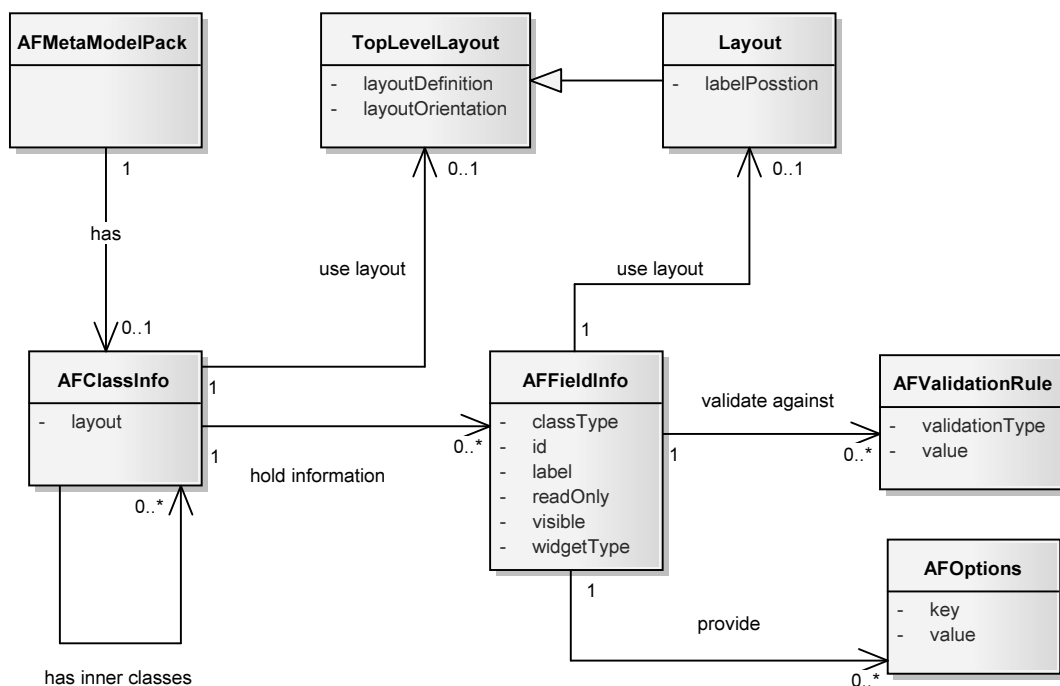 AFMetaModelPack
TopLevelLayout
- layoutDefinition
- layoutOrientation
Layout
- labelPosstion
1
0..1
0..1
has
use layout
use layout
0..1
1
AFClassInfo
- layout
1
1
hold information
0..*
0..*
has inner classes
AFFieldInfo
- classType
- id
- label
- readOnly
- visible
- widgetType
validate against
1
0..*
AFValidationRule
- validationType
- value
1
provide
0..*
AFOptions
- key
- value